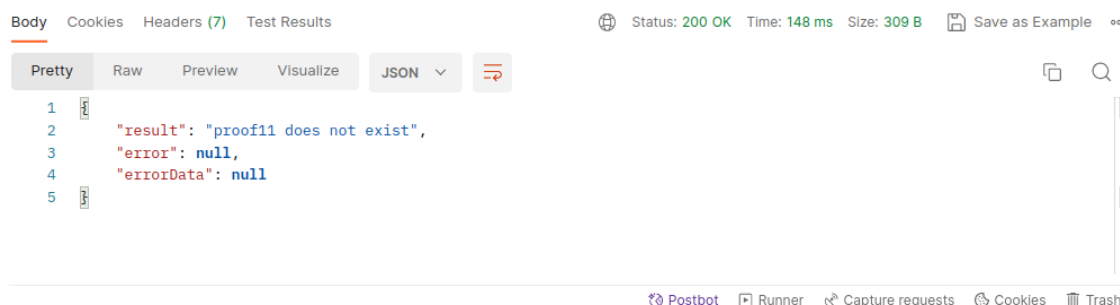 Body Cookies Headers (7) Test Results Status: 200 OK Time: 148 ms Size: 309 B Save as Example
Pretty Raw Preview Visualize JSON
1 {
2 "result": "proof11 does not exist",
3 "error": null,
4 "errorData": null
5 }
Postbot Runner Capture requests Cookies Trash